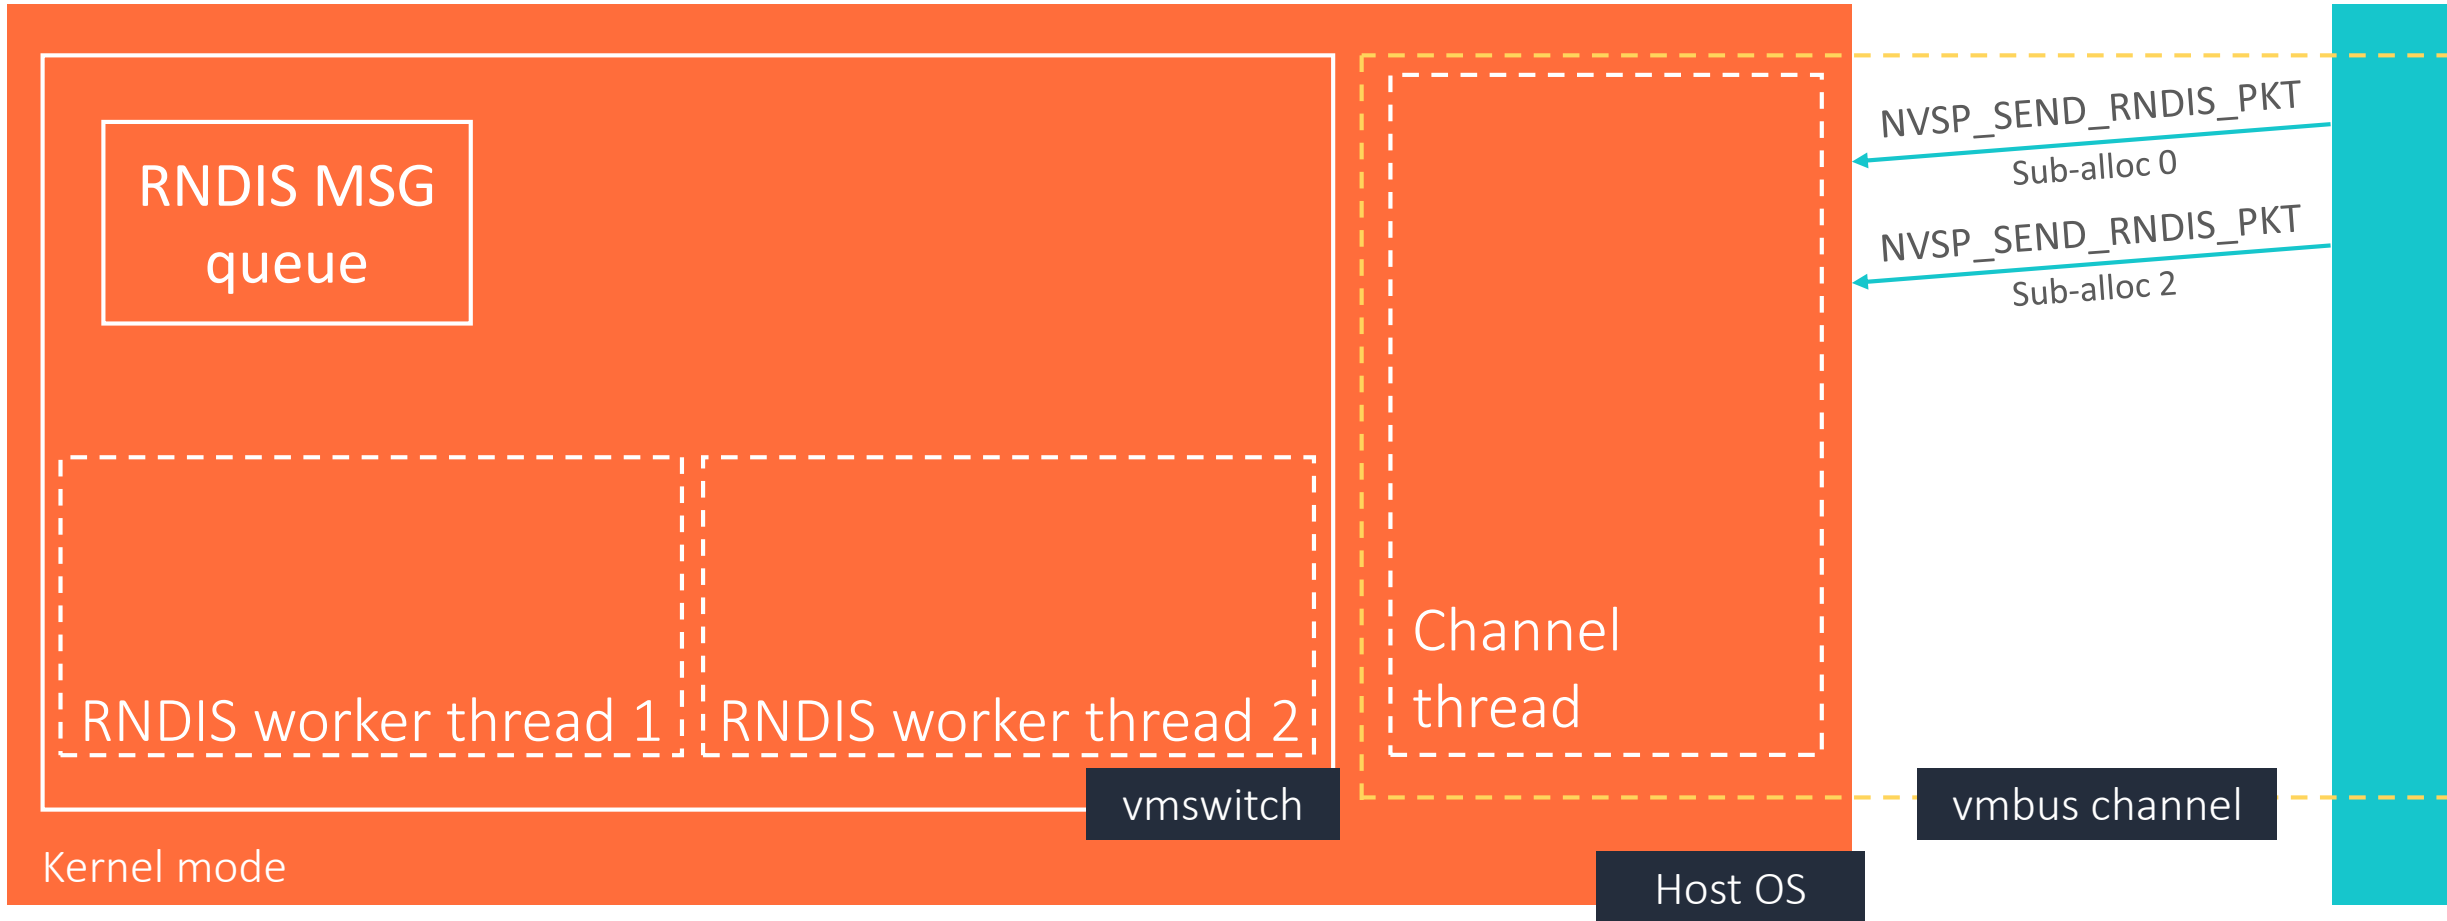 RNDIS MSG
queue
NVSP_SEND_RNDIS_PKT
Sub-alloc 0
NVSP_SEND_RNDIS_PKT
Sub-alloc 2
RNDIS worker thread 1
RNDIS worker thread 2
Channel
thread
vmswitch
vmbus channel
Kernel mode
Host OS